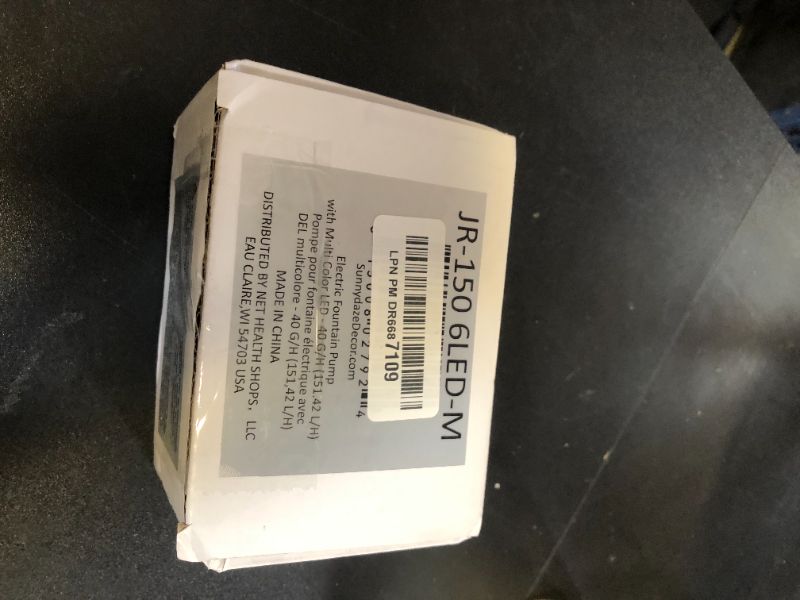 JR-150 6LED-M
LPN PM DR668 7109
SunnydazeDecor.com
Electric Fountain Pump
with Multi Color LED - 40 G/H (151,42 L/H)
Pompe pour fontaine électrique avec
DEL multicolore - 40 G/H (151,42 L/H)
MADE IN CHINA
DISTRIBUTED BY NET HEALTH SHOPS, LLC
EAU CLAIRE,WI 54703 USA